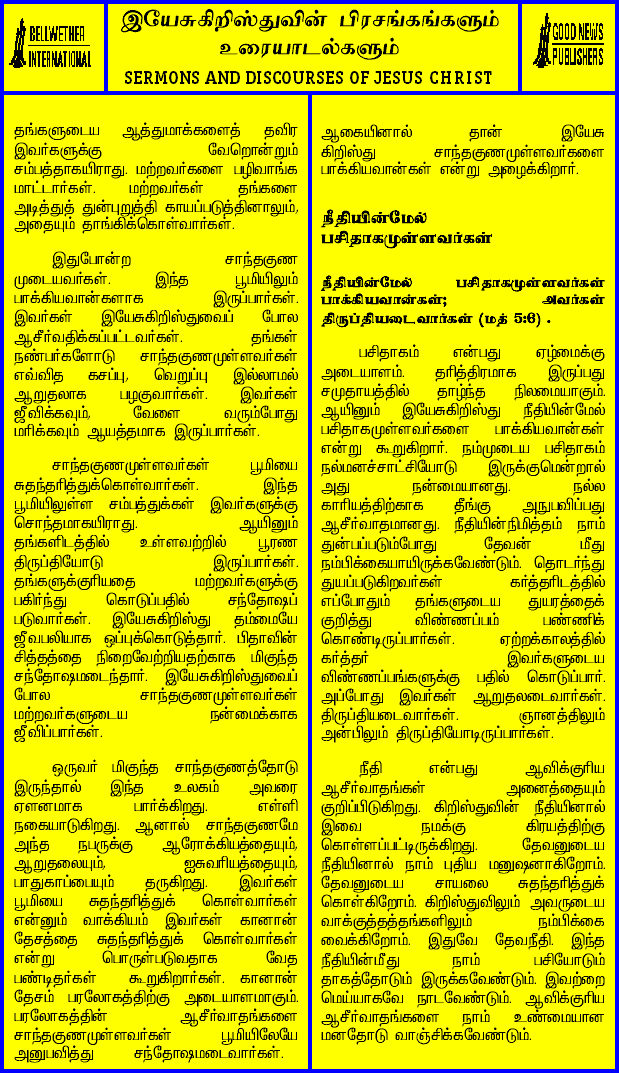 BELLWETHER
INTERNATIONAL
இயேசுகிறிஸ்துவின் பிரசங்கங்களும்
உரையாடல்களும்
SERMONS AND DISCOURSES OF JESUS CHRIST
GOOD NEWS
PUBLISHERS
தங்களுடைய ஆத்துமாக்களைத் தவிர
இவர்களுக்கு வேறொன்றும்
சம்பத்தாகயிராது. மற்றவர்களை பழிவாங்க
மாட்டார்கள். மற்றவர்கள் தங்களை
அடித்துத் துன்புறுத்தி காயப்படுத்தினாலும்,
அதையும் தாங்கிக்கொள்வார்கள்.
இதுபோன்ற சாந்தகுண
முடையவர்கள். இந்த பூமியிலும்
பாக்கியவான்களாக இருப்பார்கள்.
இவர்கள் இயேசுகிறிஸ்துவைப் போல
ஆசீர்வதிக்கப்பட்டவர்கள். தங்கள்
நண்பர்களோடு சாந்தகுணமுள்ளவர்கள்
எவ்வித கசப்பு, வெறுப்பு இல்லாமல்
ஆறுதலாக பழகுவார்கள். இவர்கள்
ஜீவிக்கவும், வேளை வரும்போது
மரிக்கவும் ஆயத்தமாக இருப்பார்கள்.
சாந்தகுணமுள்ளவர்கள் பூமியை
சுதந்தரித்துக்கொள்வார்கள். இந்த
பூமியிலுள்ள சம்பத்துக்கள் இவர்களுக்கு
சொந்தமாகயிராது. ஆயினும்
தங்களிடத்தில் உள்ளவற்றில் பூரண
திருப்தியோடு இருப்பார்கள்.
தங்களுக்குரியதை மற்றவர்களுக்கு
பகிர்ந்து கொடுப்பதில் சந்தோஷப்
படுவார்கள். இயேசுகிறிஸ்து தம்மையே
ஜீவபலியாக ஒப்புக்கொடுத்தார். பிதாவின்
சித்தத்தை நிறைவேற்றியதற்காக மிகுந்த
சந்தோஷமடைந்தார். இயேசுகிறிஸ்துவைப்
போல சாந்தகுணமுள்ளவர்கள்
மற்றவர்களுடைய நன்மைக்காக
ஜீவிப்பார்கள்.
ஒருவர் மிகுந்த சாந்தகுணத்தோடு
இருந்தால் இந்த உலகம் அவரை
ஏளனமாக பார்க்கிறது. எள்ளி
நகையாடுகிறது. ஆனால் சாந்தகுணமே
அந்த நபருக்கு ஆரோக்கியத்தையும்,
ஆறுதலையும், ஐசுவரியத்தையும்,
பாதுகாப்பையும் தருகிறது. இவர்கள்
பூமியை சுதந்தரித்துக் கொள்வார்கள்
என்னும் வாக்கியம் இவர்கள் கானான்
தேசத்தை சுதந்தரித்துக் கொள்வார்கள்
என்று பொருள்படுவதாக வேத
பண்டிதர்கள் கூறுகிறார்கள். கானான்
தேசம் பரலோகத்திற்கு அடையாளமாகும்.
பரலோகத்தின் ஆசீர்வாதங்களை
சாந்தகுணமுள்ளவர்கள் பூமியிலேயே
அனுபவித்து சந்தோஷமடைவார்கள்.
ஆகையினால் தான் இயேசு
கிறிஸ்து சாந்தகுணமுள்ளவர்களை
பாக்கியவான்கள் என்று அழைக்கிறார்.
நீதியின்மேல்
பசிதாகமுள்ளவர்கள்
நீதியின்மேல் பசிதாகமுள்ளவர்கள்
பாக்கியவான்கள்; அவர்கள்
திருப்தியடைவார்கள் (மத் 5:6) .
பசிதாகம் என்பது ஏழ்மைக்கு
அடையாளம். தரித்திரமாக இருப்பது
சமுதாயத்தில் தாழ்ந்த நிலமையாகும்.
ஆயினும் இயேசுகிறிஸ்து நீதியின்மேல்
பசிதாகமுள்ளவர்களை பாக்கியவான்கள்
என்று கூறுகிறார். நம்முடைய பசிதாகம்
நல்மனச்சாட்சியோடு இருக்குமென்றால்
அது நன்மையானது. நல்ல
காரியத்திற்காக தீங்கு அநுபவிப்பது
ஆசீர்வாதமானது. நீதியின்நிமித்தம் நாம்
துன்பப்படும்போது தேவன் மீது
நம்பிக்கையாயிருக்கவேண்டும். தொடர்ந்து
துயப்படுகிறவர்கள் கர்த்தரிடத்தில்
எப்போதும் தங்களுடைய துயரத்தைக்
குறித்து விண்ணப்பம் பண்ணிக்
கொண்டிருப்பார்கள். ஏற்றக்காலத்தில்
கர்த்தர் இவர்களுடைய
விண்ணப்பங்களுக்கு பதில் கொடுப்பார்.
அப்போது இவர்கள் ஆறுதலடைவார்கள்.
திருப்தியடைவார்கள். ஞானத்திலும்
அன்பிலும் திருப்தியோடிருப்பார்கள்.
நீதி என்பது ஆவிக்குரிய
ஆசீர்வாதங்கள் அனைத்தையும்
குறிப்பிடுகிறது. கிறிஸ்துவின் நீதியினால்
இவை நமக்கு கிரயத்திற்கு
கொள்ளப்பட்டிருக்கிறது. தேவனுடைய
நீதியினால் நாம் புதிய மனுஷனாகிறோம்.
தேவனுடைய சாயலை சுதந்தரித்துக்
கொள்கிறோம். கிறிஸ்துவிலும் அவருடைய
வாக்குத்தத்தங்களிலும் நம்பிக்கை
வைக்கிறோம். இதுவே தேவநீதி. இந்த
நீதியின்மீது நாம் பசியோடும்
தாகத்தோடும் இருக்கவேண்டும். இவற்றை
மெய்யாகவே நாடவேண்டும். ஆவிக்குரிய
ஆசீர்வாதங்களை நாம் உண்மையான
மனதோடு வாஞ்சிக்கவேண்டும்.